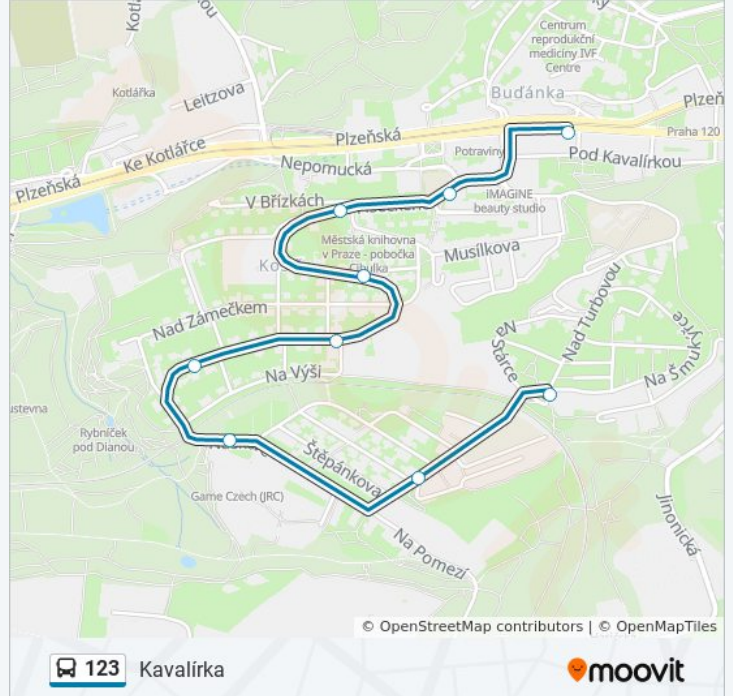 Centrum
reprodukční
medicíny IVF
Centre
Kotlářka
Leitzova
Buďánka
Plzeň
Plzeňská
Praha 120
Ke Kotlářce
Potraviny
Pod Kavalírkou
Nepomucká
Plzeňská
V Brízkách
IMAGINE
beauty studio
Městská knihovna
v Praze - pobočka
Cibulka
Musílkova
Nad Zámečkem
Nad Turbovou
Na
Stárce
Na Šmukýřce
Na Výši
Rybníček
pod Dianou
Štěpánkova
Game Czech (JRC)
Na Pomezí
Jinonická
© OpenStreetMap contributors | © OpenMapTiles
123 Kavalírka
moovit